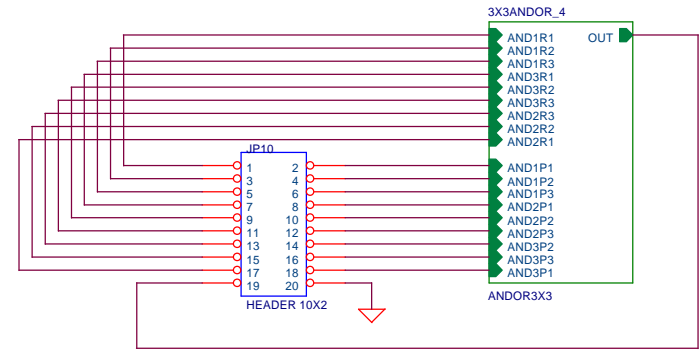 3X3ANDOR_4
AND1R1 OUT
AND1R2
AND1R3
AND3R1
AND3R2
AND3R3
AND2R3
AND2R2
AND2R1
JP10
1 2 AND1P1
3 4 AND1P2
5 6 AND1P3
7 8 AND2P1
9 10 AND2P2
11 12 AND2P3
13 14 AND3P2
15 16 AND3P3
17 18 AND3P1
19 20
HEADER 10X2
ANDOR3X3